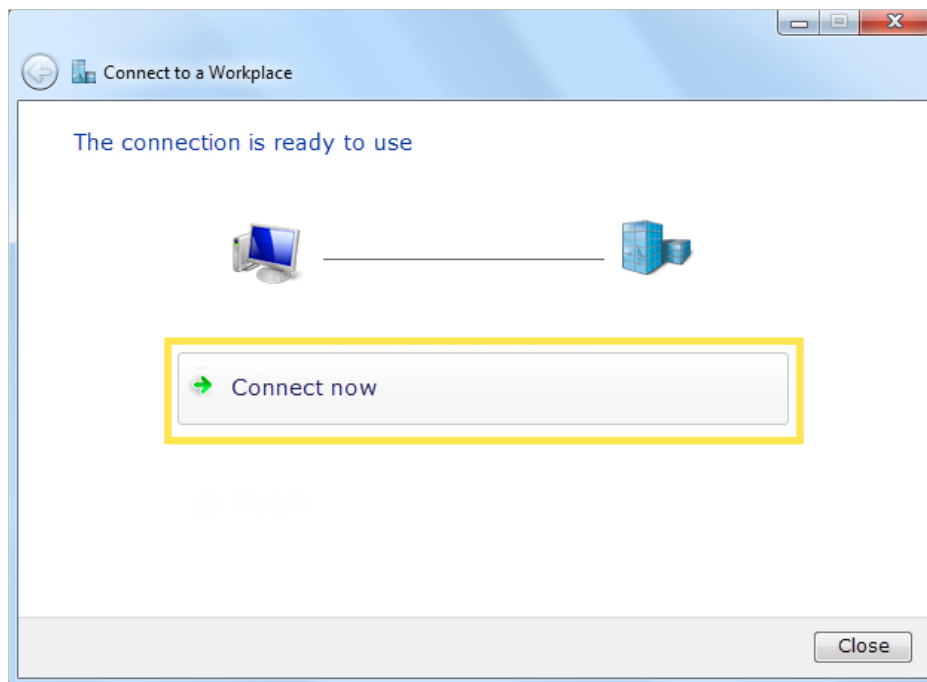 Connect to a Workplace
The connection is ready to use
Connect now
Close